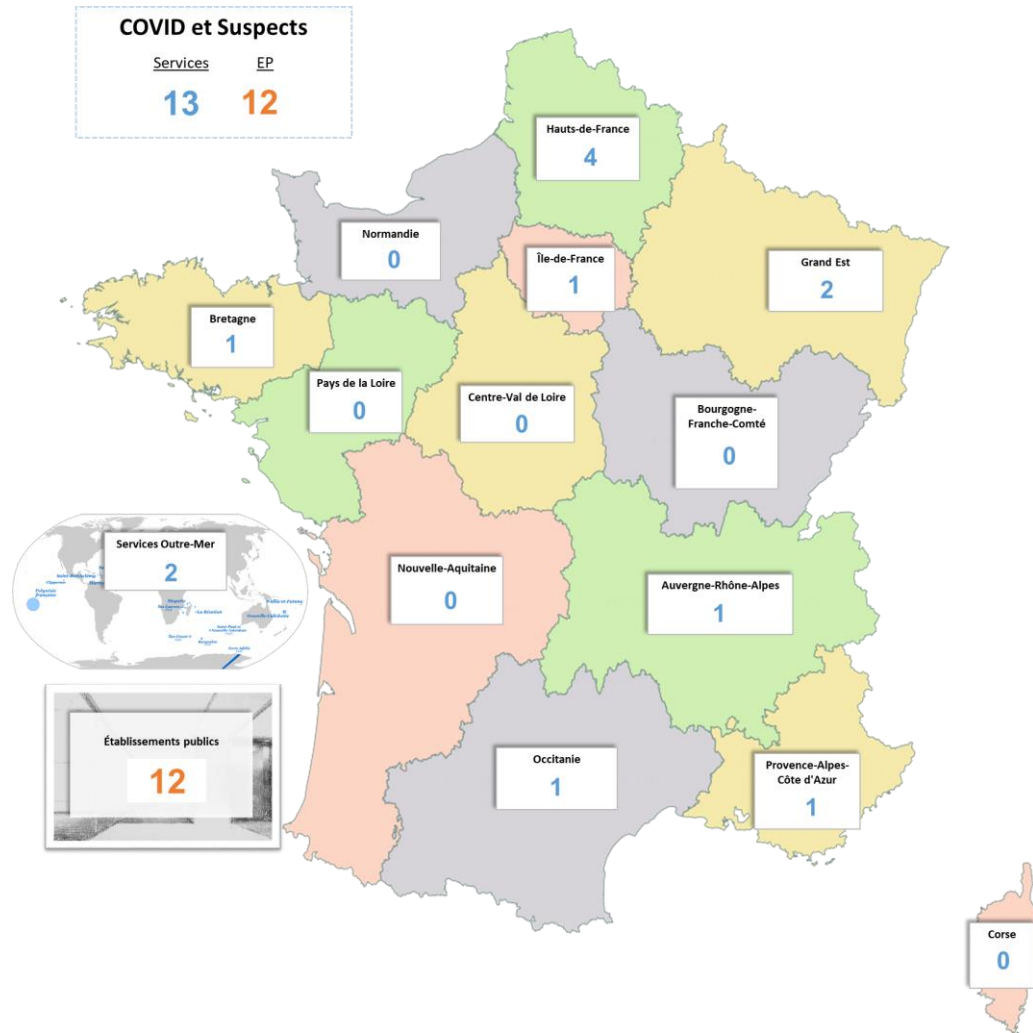 COVID et Suspects
Services EP
13 12
Hauts-de-France
4
Normandie
0
Île-de-France
1
Grand Est
2
Bretagne
1
Pays de la Loire
0
Centre-Val de Loire
0
Bourgogne-
Franche-Comté
0
Services Outre-Mer
2
Nouvelle-Aquitaine
0
Auvergne-Rhône-Alpes
1
Établissements publics
12
Occitanie
1
Provence-Alpes-
Côte d'Azur
1
Corse
0